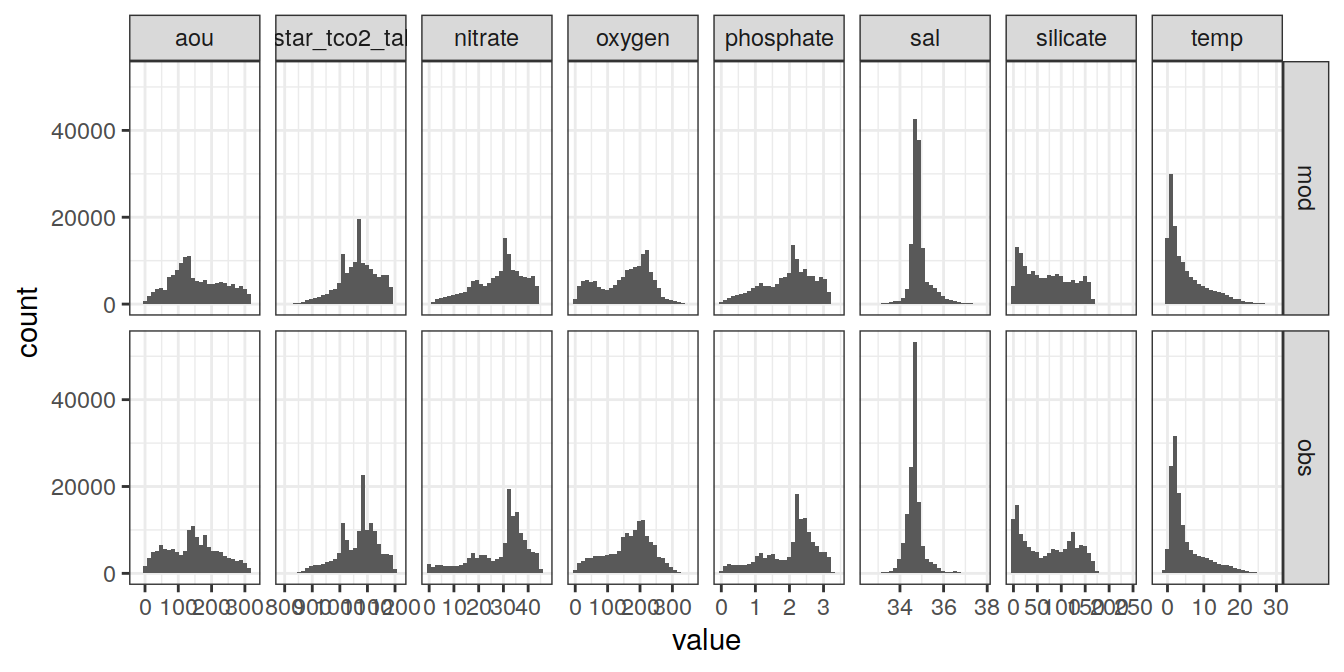 aou star_tco2_tal nitrate oxygen phosphate sal silicate temp
40000
20000
0
mod
count
40000
20000
0
obs
0 100 200 300 800 900 1000 1100 1200 0 10 20 30 40 0 100 200 300 0 1 2 3 34 36 38 0 50 100 150 200 250 0 10 20 30
value